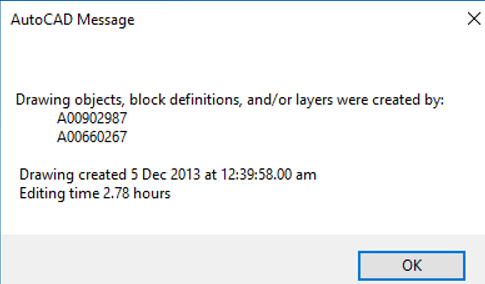 AutoCAD Message
Drawing objects, block definitions, and/or layers were created by:
A00902987
A00660267
Drawing created 5 Dec 2013 at 12:39:58.00 am
Editing time 2.78 hours
OK